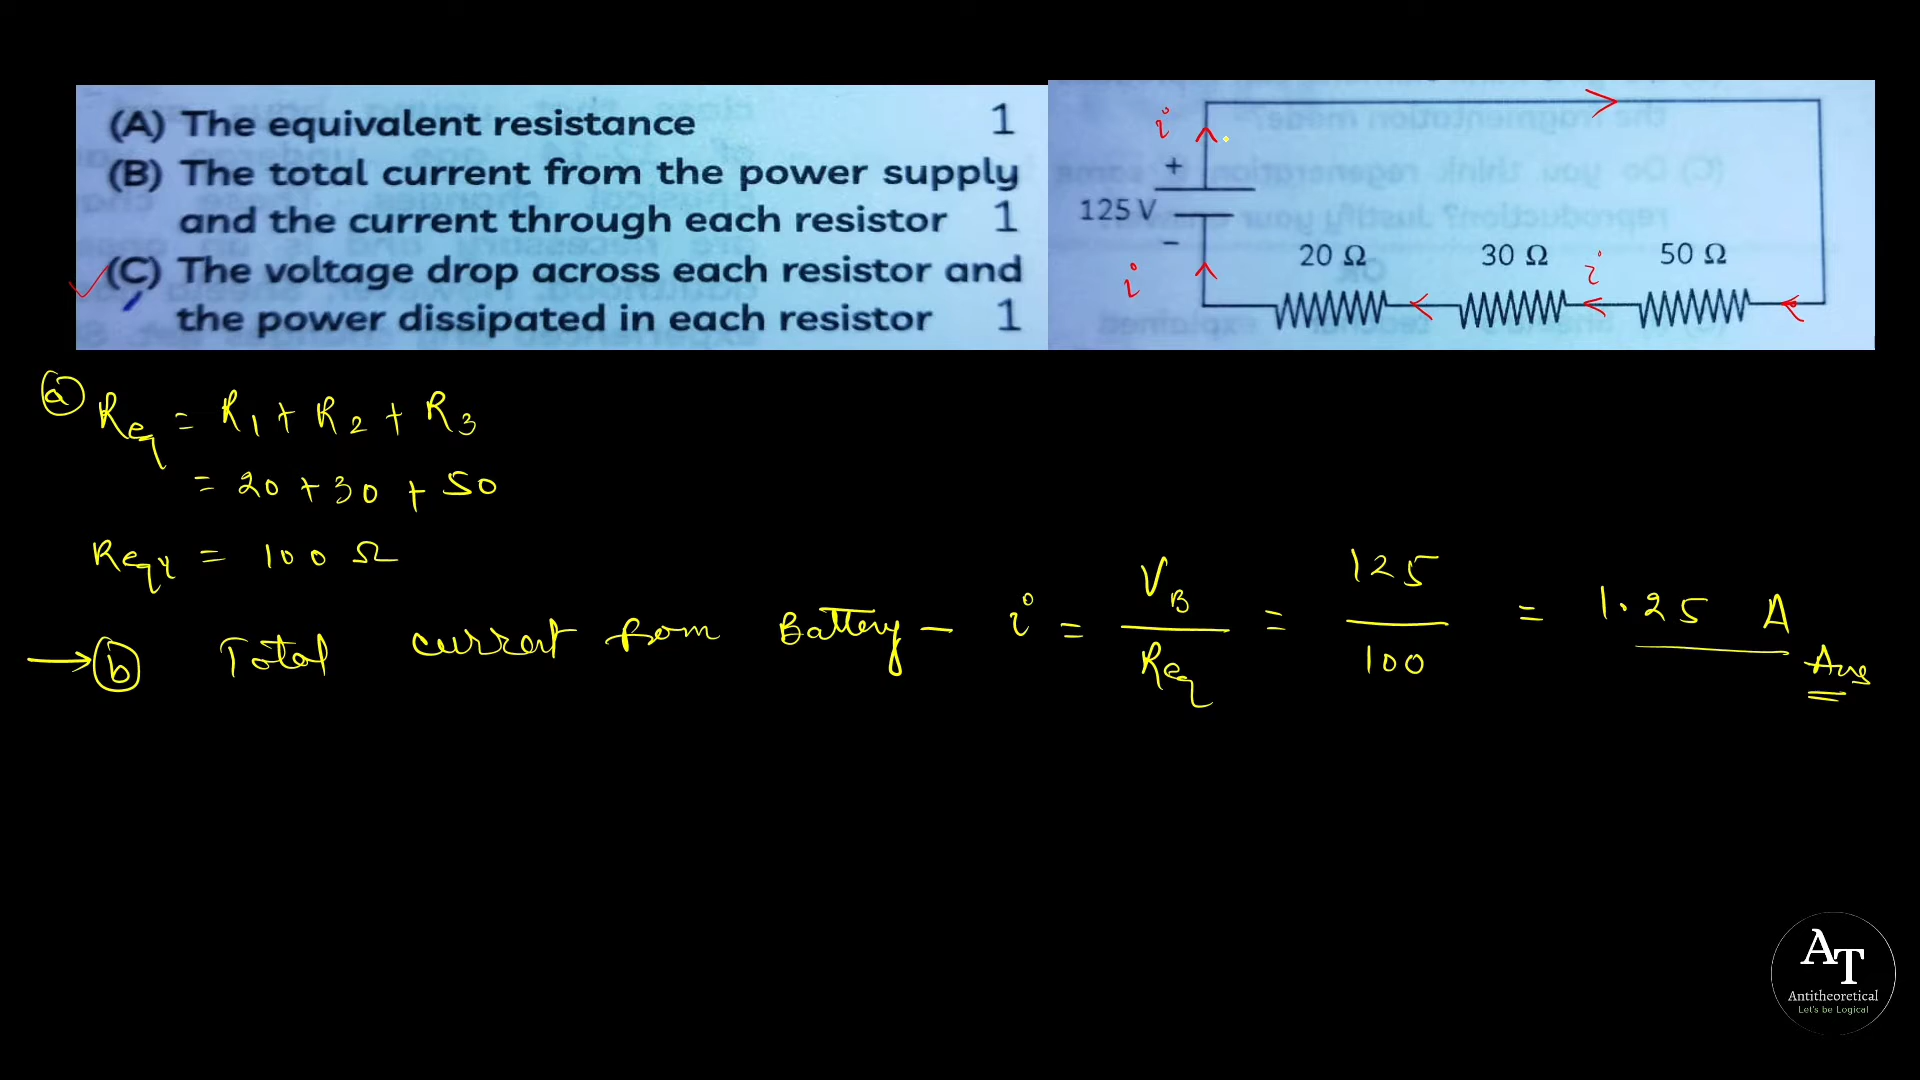 (A) The equivalent resistance 1
(B) The total current from the power supply
and the current through each resistor 1
(C) The voltage drop across each resistor and
the power dissipated in each resistor 1
i
+
125 V
−
i
20 Ω 30 Ω i 50 Ω
(a) Req = R1 + R2 + R3
= 20 + 30 + 50
Req = 100 Ω
→ (b) Total current from Battery − i = VB / Req = 125 / 100 = 1.25 A Ans
AT
Antitheoretical
Let's be Logical